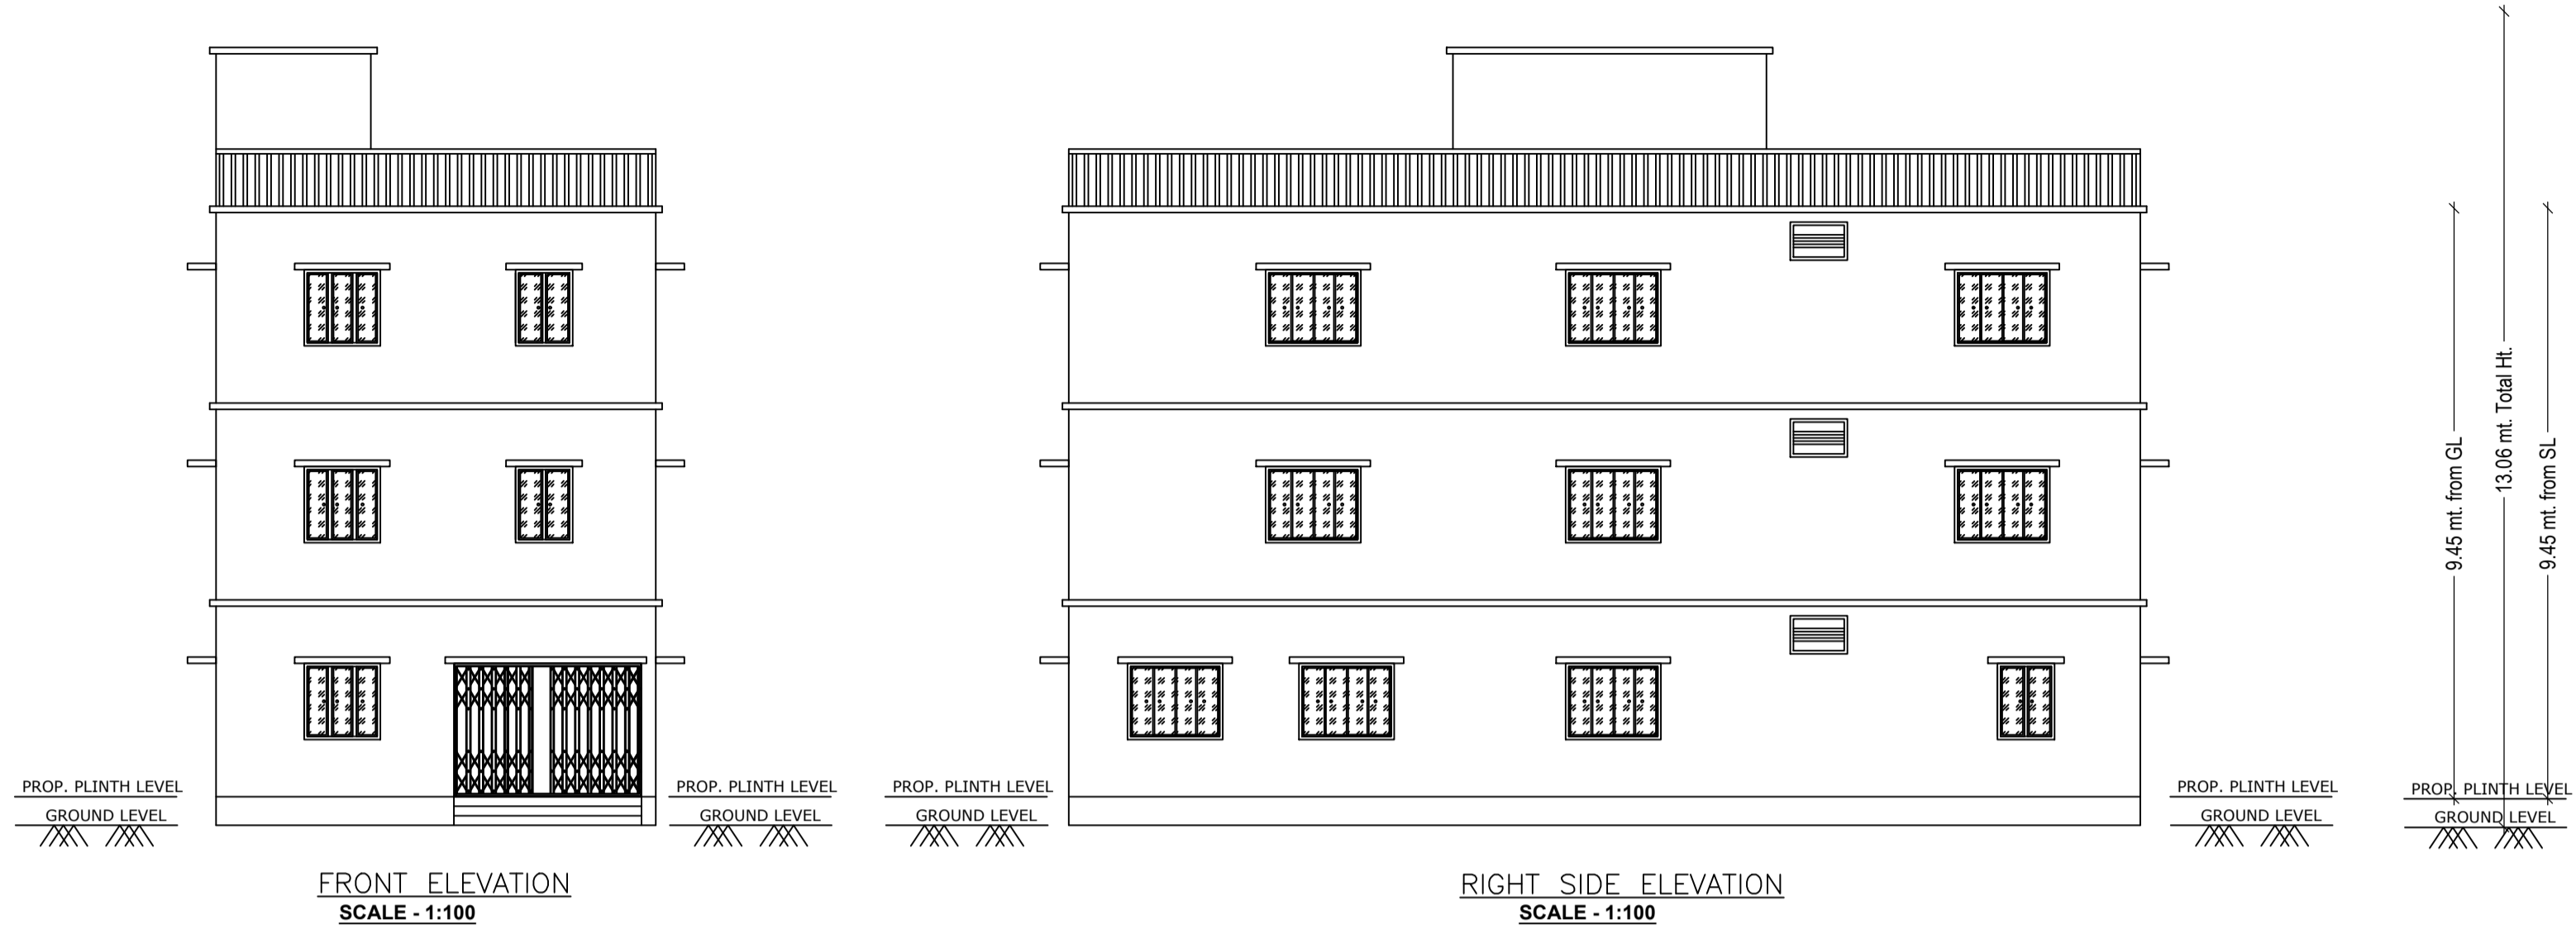 PROP. PLINTH LEVEL
GROUND LEVEL
PROP. PLINTH LEVEL
GROUND LEVEL
FRONT ELEVATION
SCALE - 1:100
PROP. PLINTH LEVEL
GROUND LEVEL
PROP. PLINTH LEVEL
GROUND LEVEL
RIGHT SIDE ELEVATION
SCALE - 1:100
9.45 mt. from GL
13.06 mt. Total Ht.
9.45 mt. from SL
PROP. PLINTH LEVEL
GROUND LEVEL